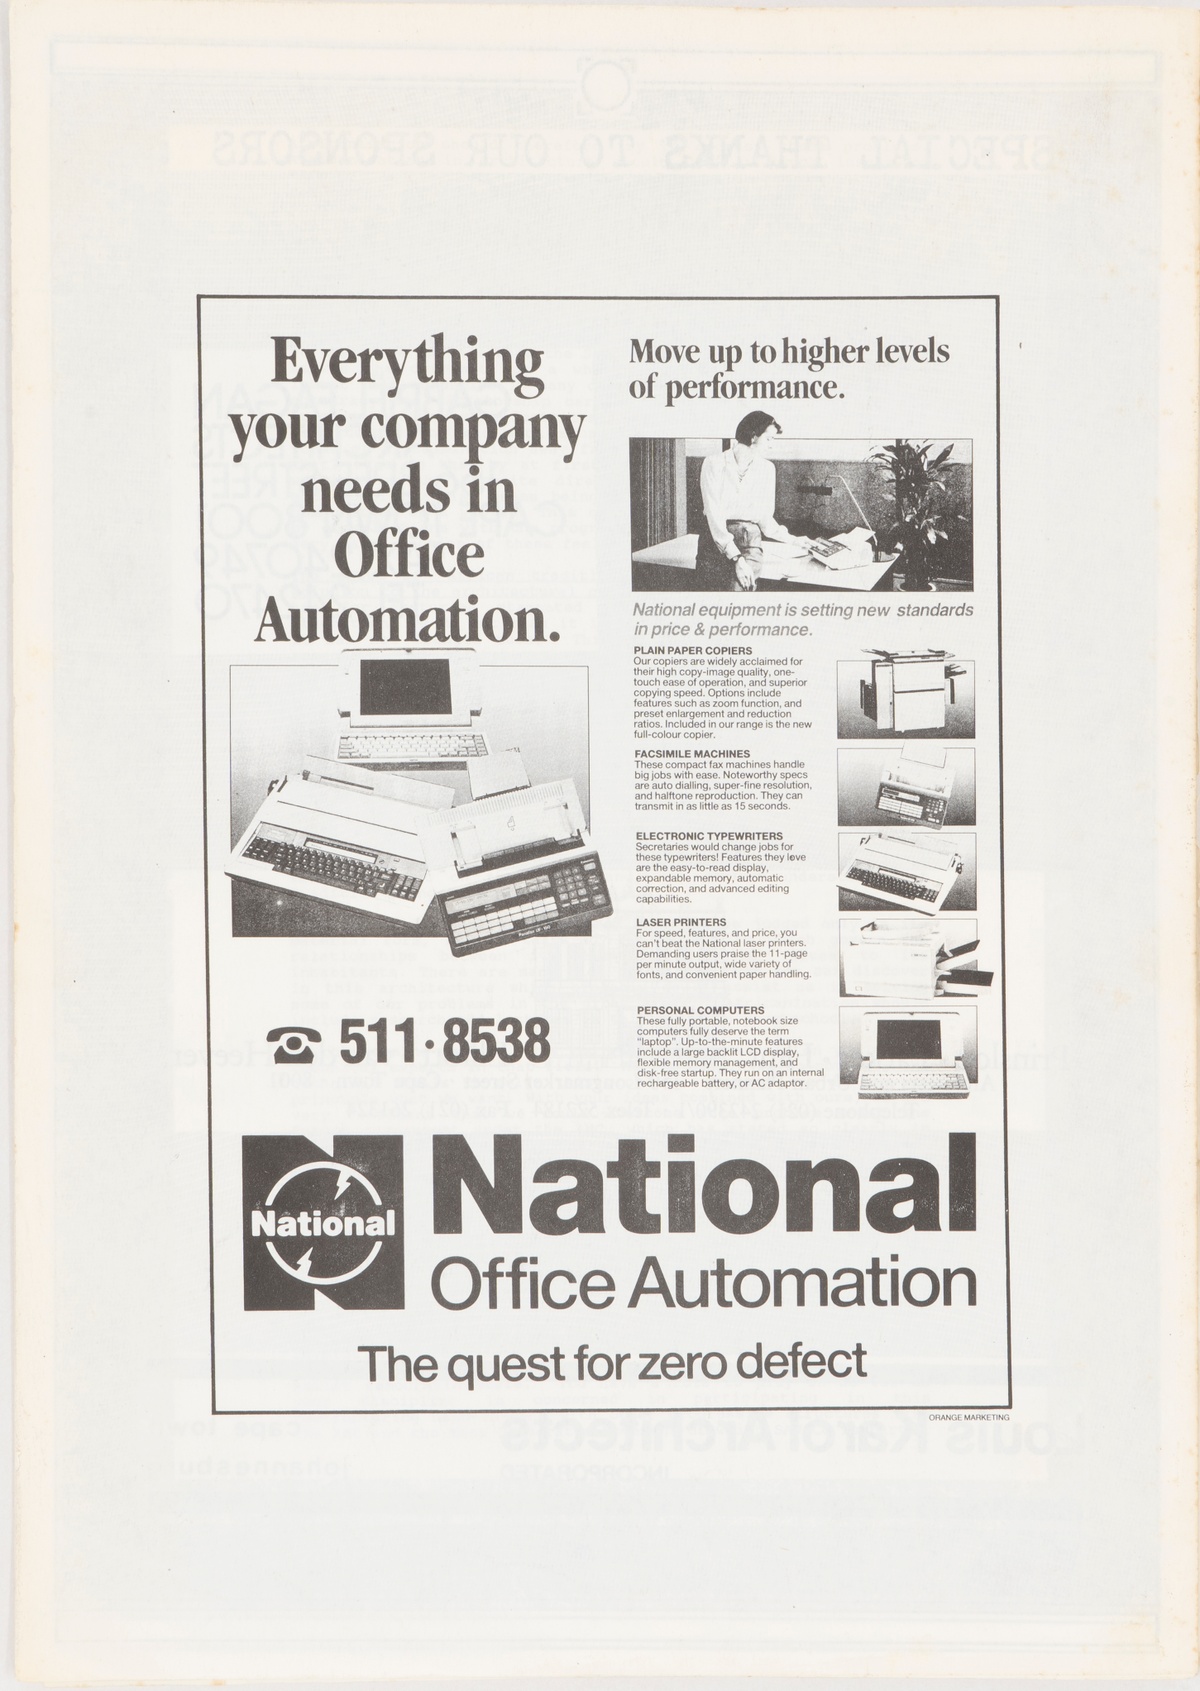 Everything
your company
needs in
Office
Automation.
511·8538
Move up to higher levels
of performance.
National equipment is setting new standards
in price & performance.
PLAIN PAPER COPIERS
Our copiers are widely acclaimed for
their high copy-image quality, one-
touch ease of operation, and superior
copying speed. Options include
features such as zoom function, and
preset enlargement and reduction
ratios. Included in our range is the new
full-colour copier.
FACSIMILE MACHINES
These compact fax machines handle
big jobs with ease. Noteworthy specs
are auto dialling, super-fine resolution,
and halftone reproduction. They can
transmit in as little as 15 seconds.
ELECTRONIC TYPEWRITERS
Secretaries would change jobs for
these typewriters! Features they love
are the easy-to-read display,
expandable memory, automatic
correction, and advanced editing
capabilities.
LASER PRINTERS
For speed, features, and price, you
can't beat the National laser printers.
Demanding users praise the 11-page
per minute output, wide variety of
fonts, and convenient paper handling.
PERSONAL COMPUTERS
These fully portable, notebook size
computers fully deserve the term
"laptop". Up-to-the-minute features
include a large backlit LCD display,
flexible memory management, and
disk-free startup. They run on an internal
rechargeable battery, or AC adaptor.
National
National
Office Automation
The quest for zero defect
ORANGE MARKETING
SPECIAL THANKS TO OUR SPONSORS
Louis Karol Architects
INCORPORATED